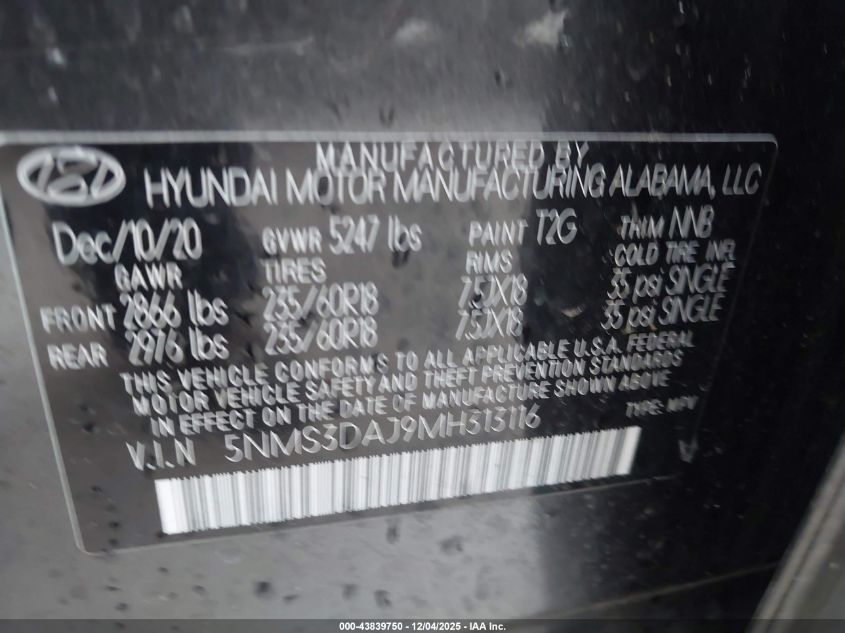 MANUFACTURED BY
HYUNDAI MOTOR MANUFACTURING ALABAMA, LLC
Dec/10/20 GVWR 5247 lbs PAINT T2G TRIM NNB
GAWR TIRES RIMS COLD TIRE INFL
FRONT 2866 lbs 235/60R18 7.5JX18 35 psi SINGLE
REAR 2976 lbs 235/60R18 7.5JX18 35 psi SINGLE
THIS VEHICLE CONFORMS TO ALL APPLICABLE U.S.A. FEDERAL
MOTOR VEHICLE SAFETY AND THEFT PREVENTION STANDARDS
IN EFFECT ON THE DATE OF MANUFACTURE SHOWN ABOVE
V.I.N 5NMS3DAJ9MH313116 TYPE: MPV
V
000-43839750 - 12/04/2025 - IAA Inc.